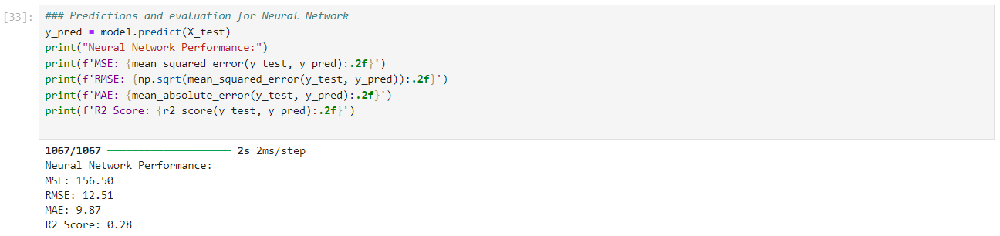 [33]: ### Predictions and evaluation for Neural Network
y_pred = model.predict(X_test)
print("Neural Network Performance:")
print(f'MSE: {mean_squared_error(y_test, y_pred):.2f}')
print(f'RMSE: {np.sqrt(mean_squared_error(y_test, y_pred)):.2f}')
print(f'MAE: {mean_absolute_error(y_test, y_pred):.2f}')
print(f'R2 Score: {r2_score(y_test, y_pred):.2f}')
1067/1067 ━━━━━━━━━━━━━━━━━━━━ 2s 2ms/step
Neural Network Performance:
MSE: 156.50
RMSE: 12.51
MAE: 9.87
R2 Score: 0.28